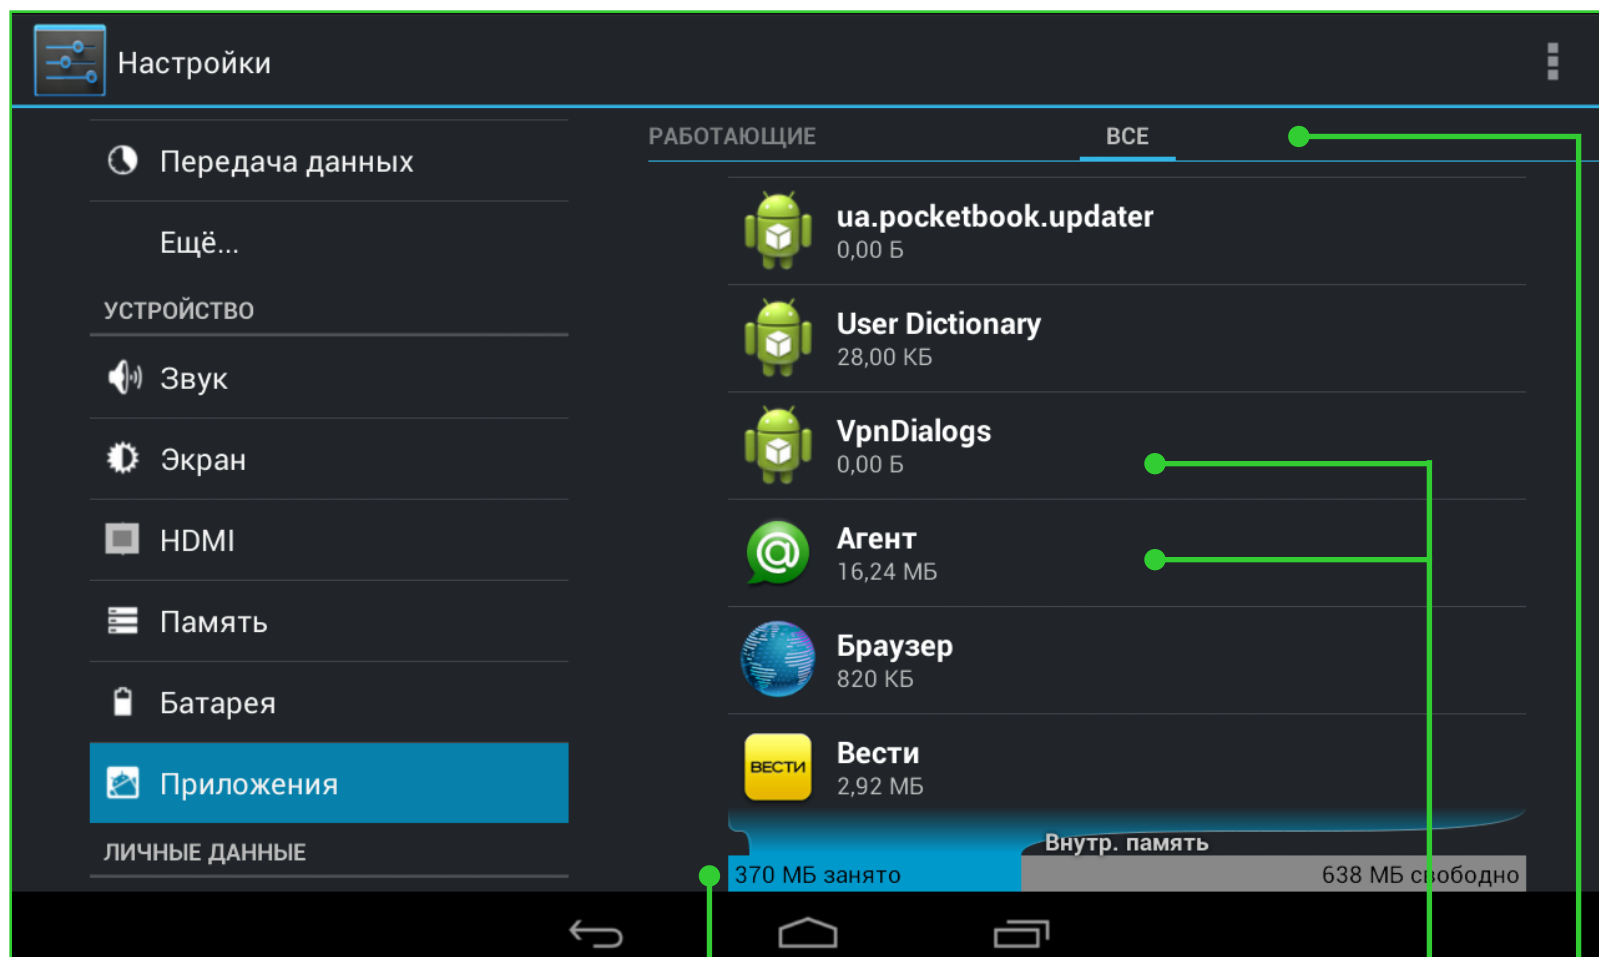 Настройки
Передача данных
Ещё...
УСТРОЙСТВО
Звук
Экран
HDMI
Память
Батарея
Приложения
ЛИЧНЫЕ ДАННЫЕ
РАБОТАЮЩИЕ
ВСЕ
ua.pocketbook.updater
0,00 Б
User Dictionary
28,00 КБ
VpnDialogs
0,00 Б
Агент
16,24 МБ
Браузер
820 КБ
ВЕСТИ
Вести
2,92 МБ
Внутр. память
370 МБ занято
638 МБ свободно